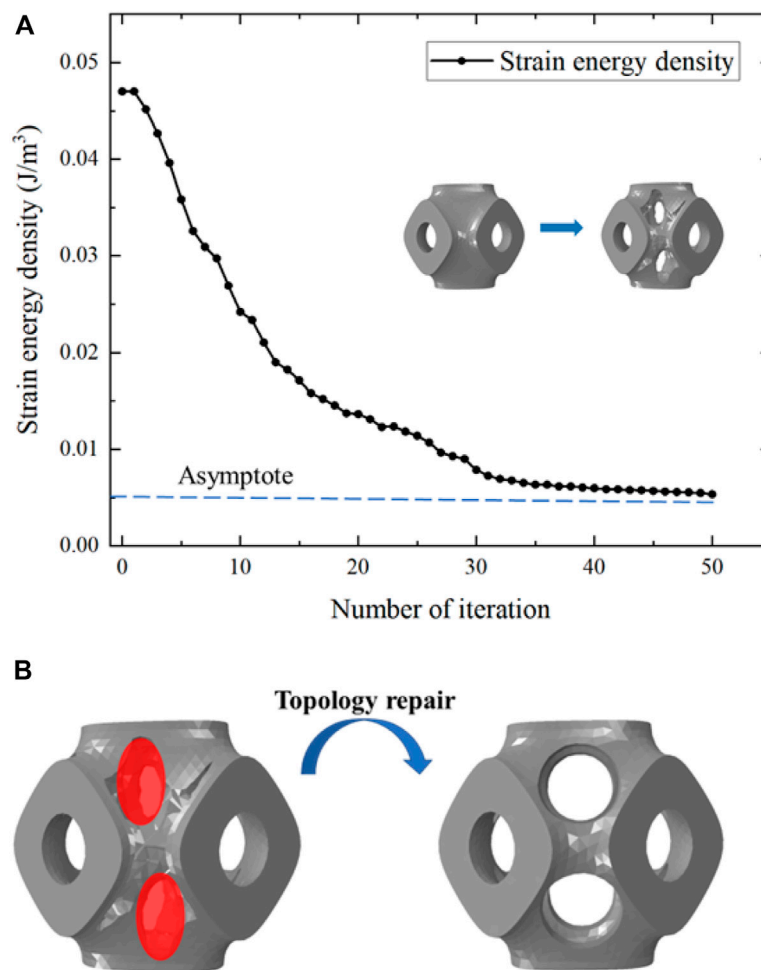 A
Strain energy density
0.05
0.04
0.03
0.02
0.01
0.00
Strain energy density (J/m³)
Asymptote
0 10 20 30 40 50
Number of iteration
B
Topology repair